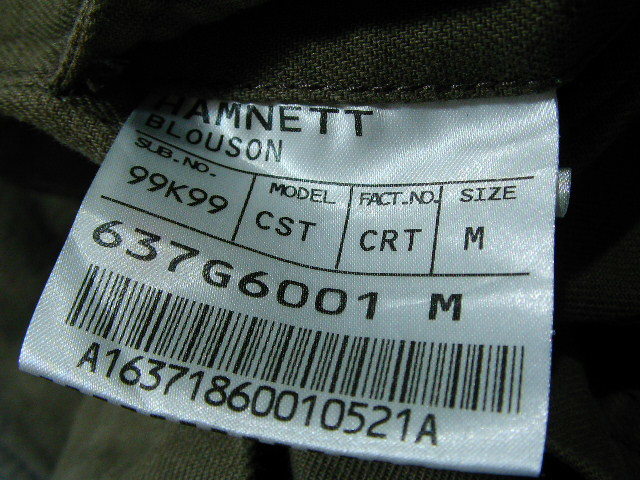 HAMNETT
BLOUSON
SUB.NO. MODEL FACT.NO. SIZE
99K99 CST CRT M
637G6001 M
A16371860010521A